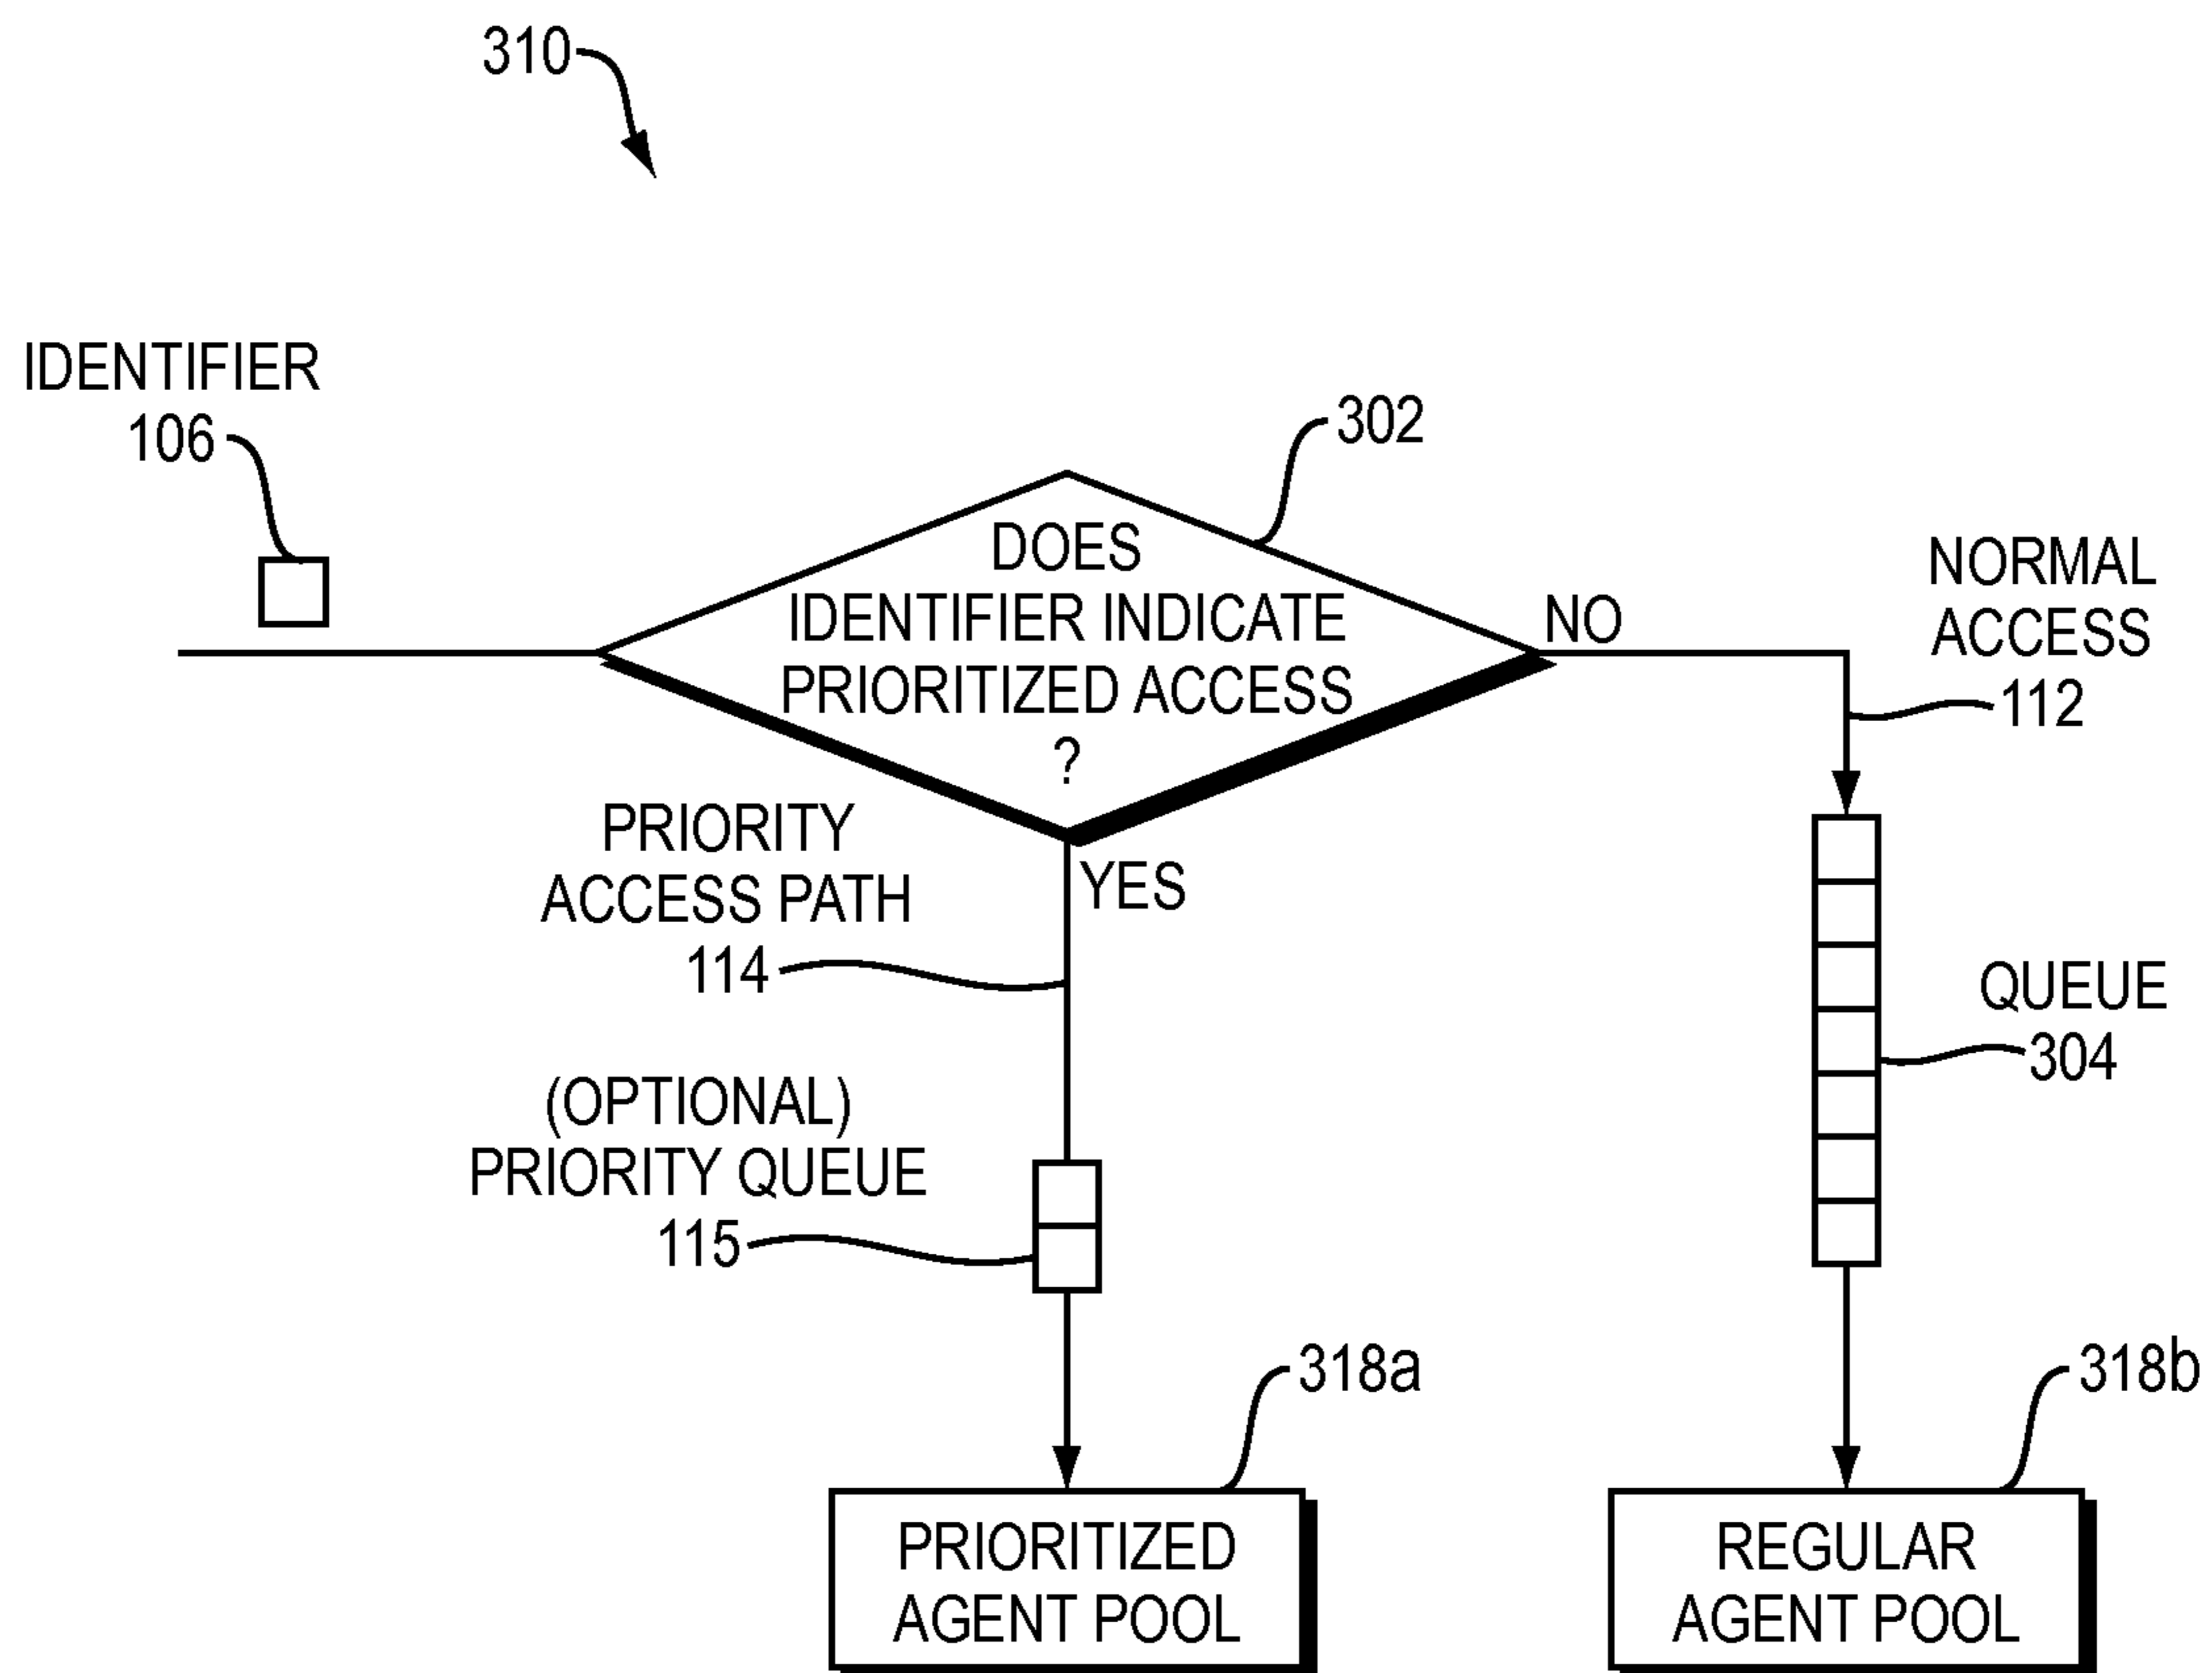 310
IDENTIFIER
106
302
DOES
IDENTIFIER INDICATE
PRIORITIZED ACCESS
?
NO
NORMAL
ACCESS
112
PRIORITY
ACCESS PATH
114
YES
QUEUE
304
(OPTIONAL)
PRIORITY QUEUE
115
318a
318b
PRIORITIZED
AGENT POOL
REGULAR
AGENT POOL